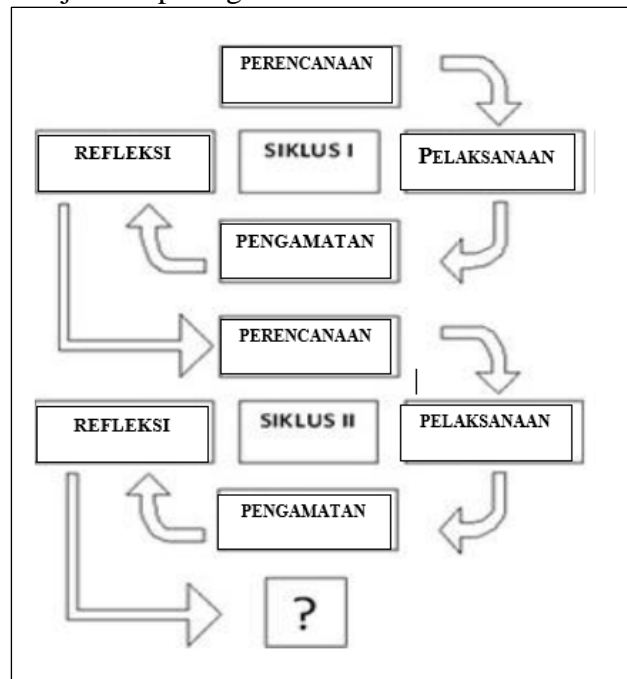 PERENCANAAN
REFLEKSI
SIKLUS I
PELAKSANAAN
PENGAMATAN
PERENCANAAN
REFLEKSI
SIKLUS II
PELAKSANAAN
PENGAMATAN
?